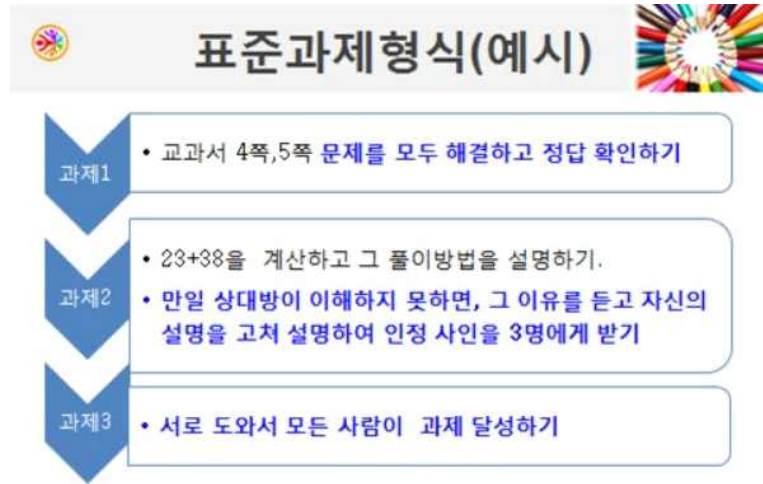 표준과제형식(예시)
과제1
• 교과서 4쪽,5쪽 문제를 모두 해결하고 정답 확인하기
과제2
• 23+38을 계산하고 그 풀이방법을 설명하기.
• 만일 상대방이 이해하지 못하면, 그 이유를 듣고 자신의
설명을 고쳐 설명하여 인정 사인을 3명에게 받기
과제3
• 서로 도와서 모든 사람이 과제 달성하기